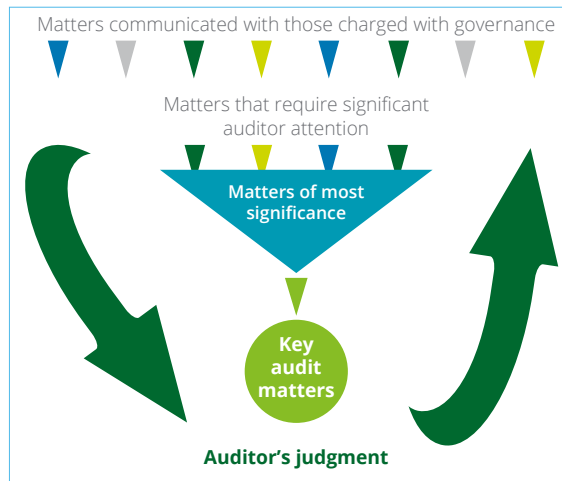 Matters communicated with those charged with governance
Matters that require significant
auditor attention
Matters of most
significance
Key
audit
matters
Auditor’s judgment